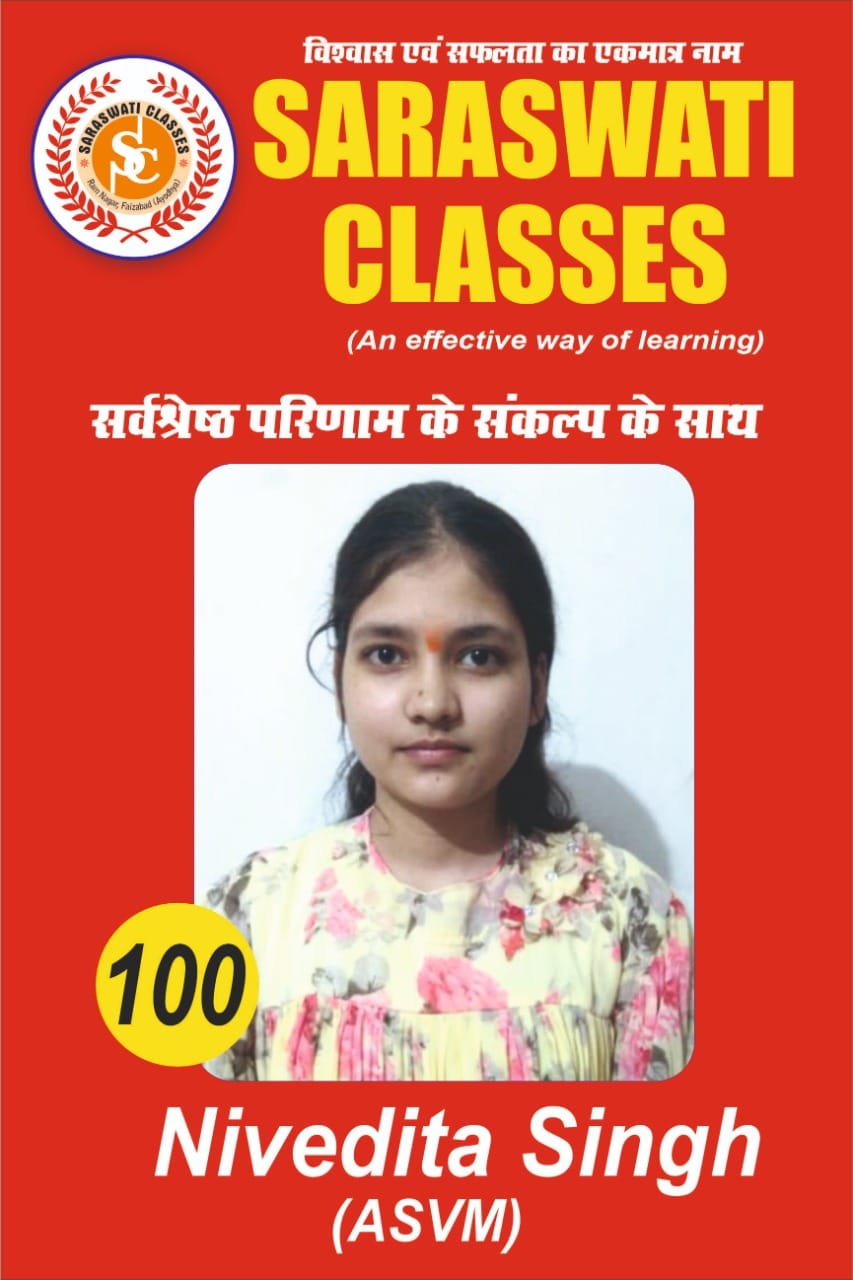 विश्वास एवं सफलता का एकमात्र नाम
SARASWATI
CLASSES
(An effective way of learning)
SARASWATI CLASSES
SC
Ram Nagar, Faizabad (Ayodhya)
सर्वश्रेष्ठ परिणाम के संकल्प के साथ
100
Nivedita Singh
(ASVM)